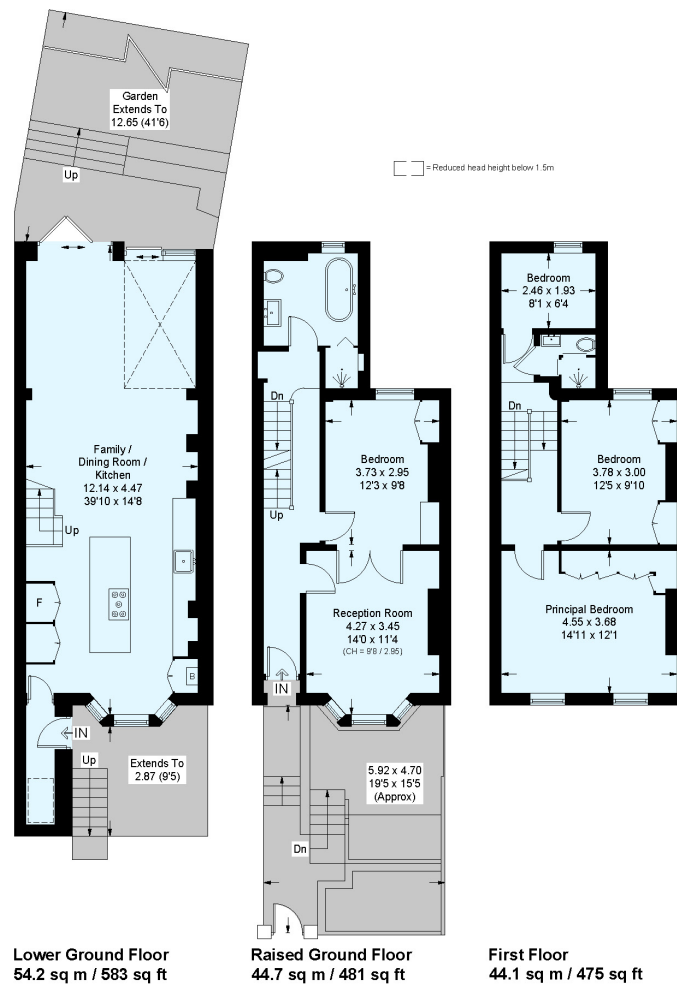 Garden
Extends To
12.65 (41'6)
Up
= Reduced head height below 1.5m
Family /
Dining Room /
Kitchen
12.14 x 4.47
39'10 x 14'8
Up
F
B
IN
Up
Extends To
2.87 (9'5)
Lower Ground Floor
54.2 sq m / 583 sq ft
Dn
Bedroom
3.73 x 2.95
12'3 x 9'8
Up
Reception Room
4.27 x 3.45
14'0 x 11'4
(CH = 9'8 / 2.95)
IN
5.92 x 4.70
19'5 x 15'5
(Approx)
Dn
Raised Ground Floor
44.7 sq m / 481 sq ft
Bedroom
2.46 x 1.93
8'1 x 6'4
Dn
Bedroom
3.78 x 3.00
12'5 x 9'10
Principal Bedroom
4.55 x 3.68
14'11 x 12'1
First Floor
44.1 sq m / 475 sq ft